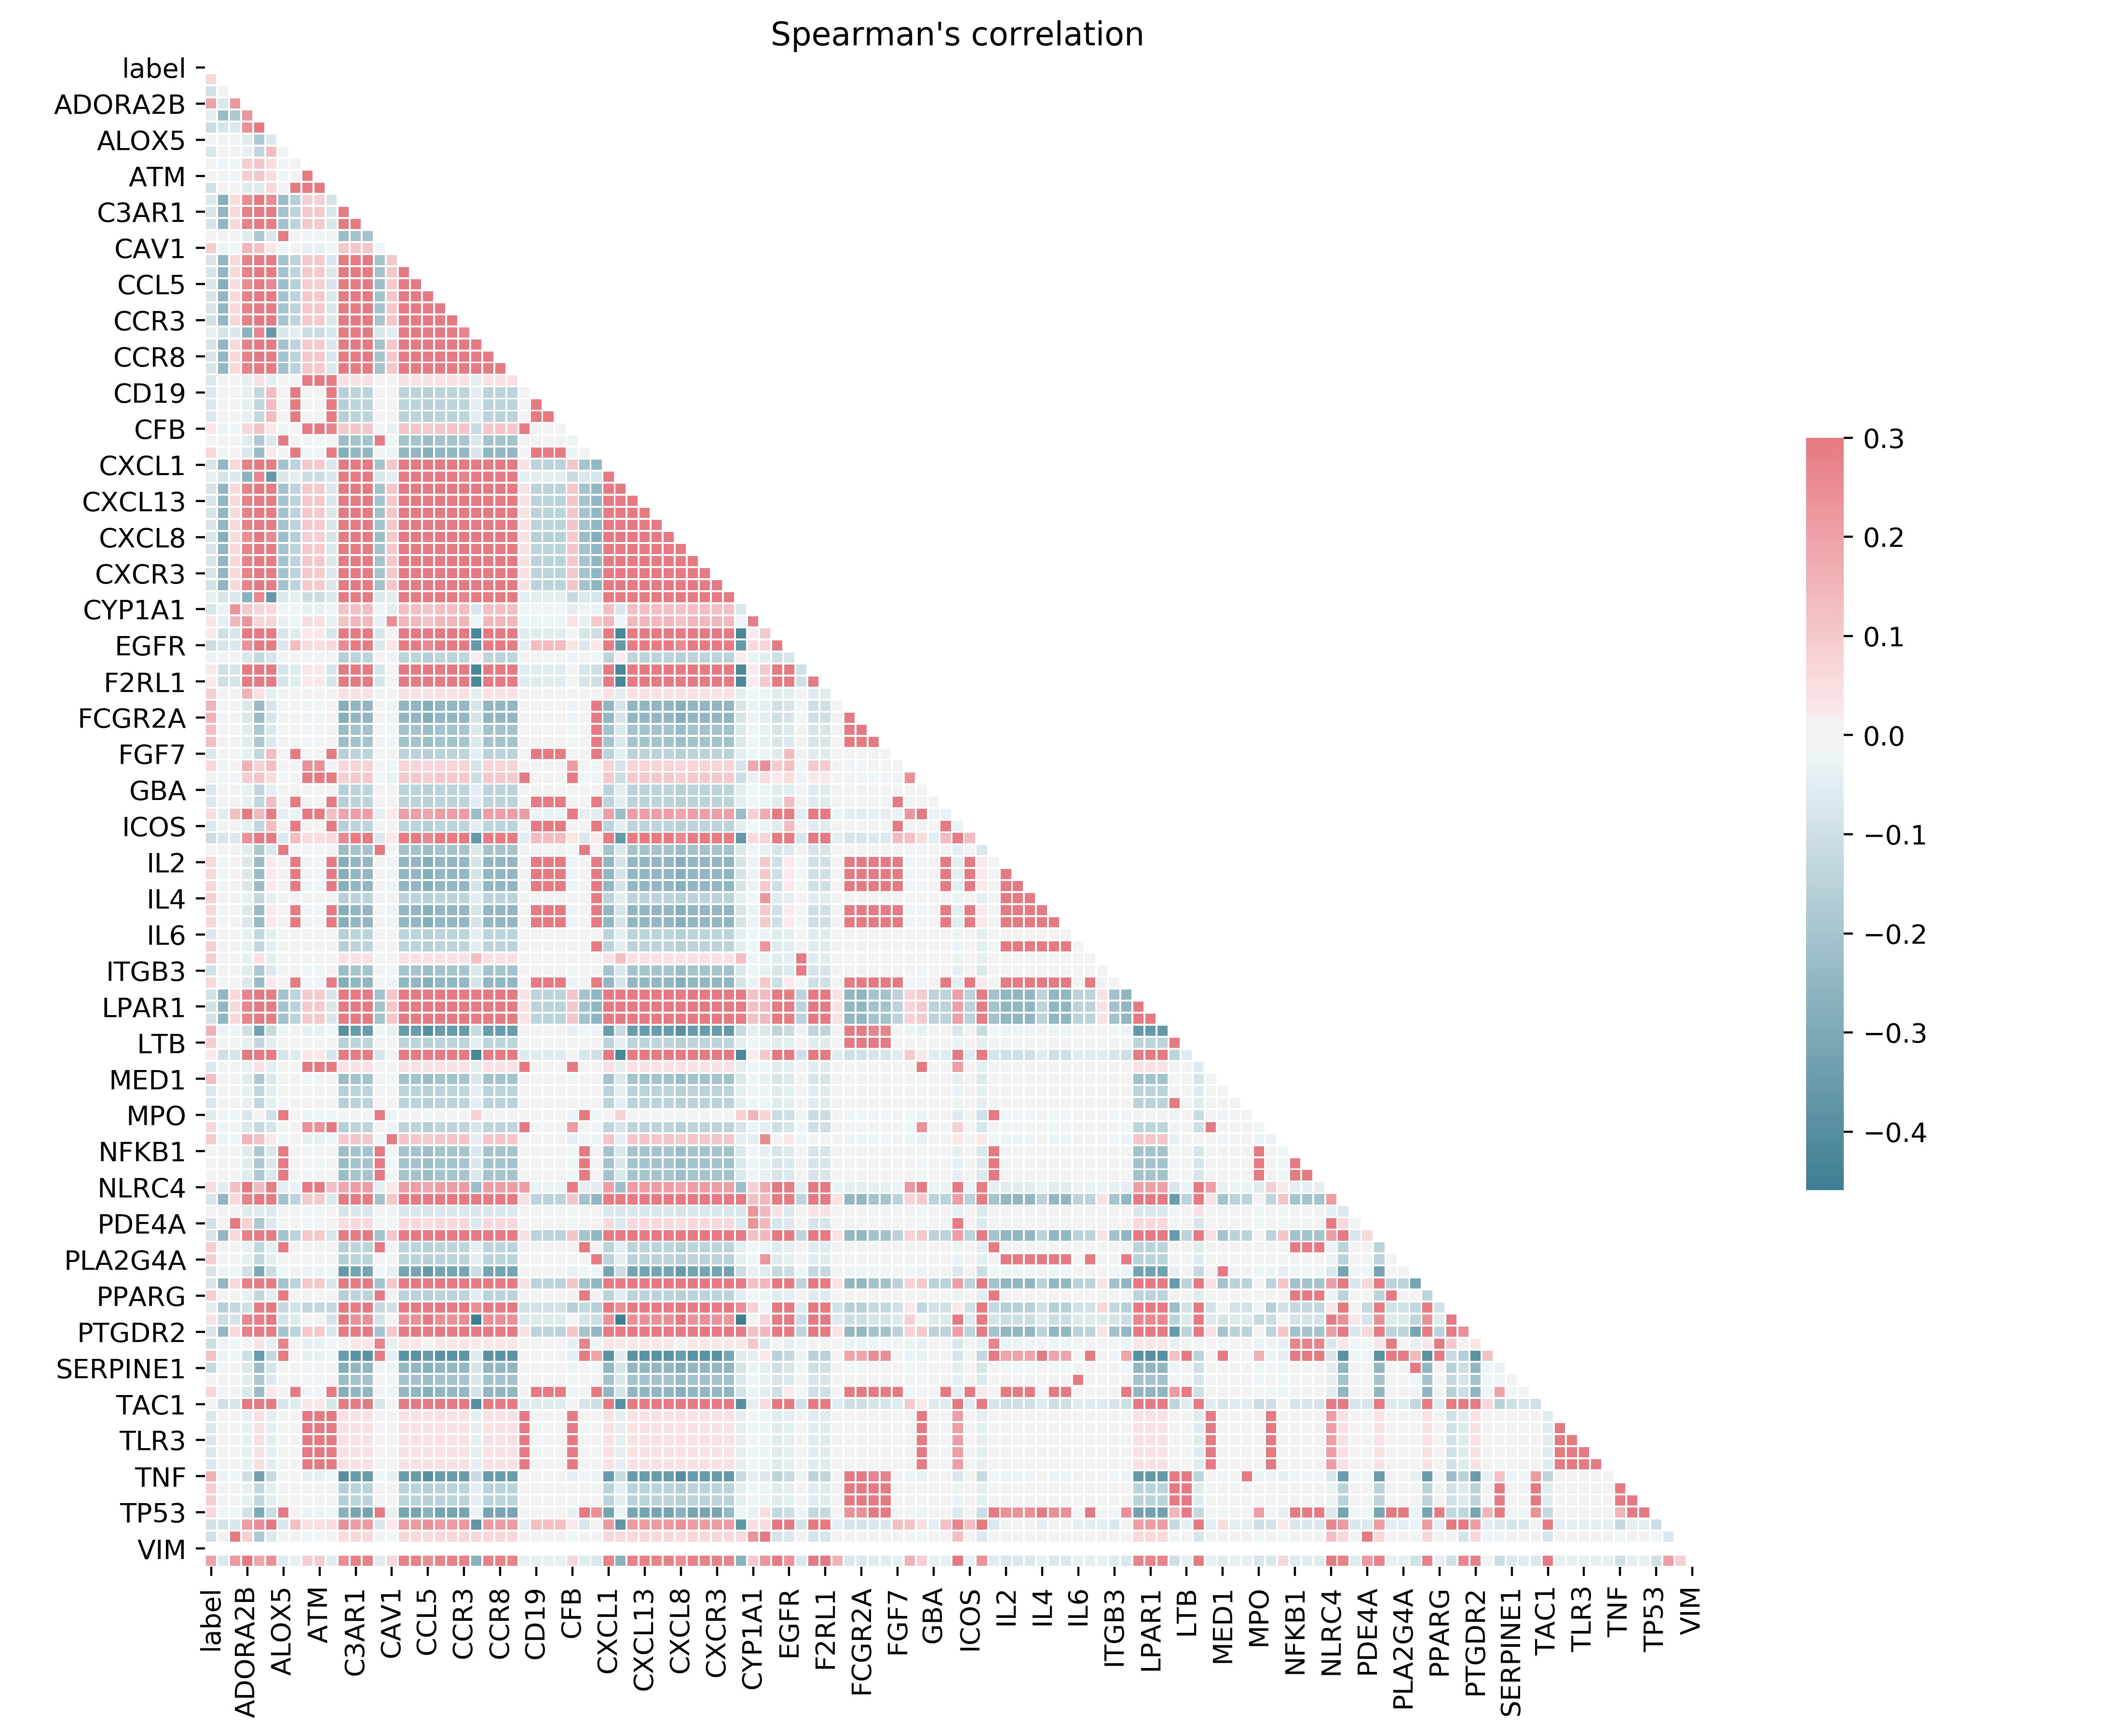 Spearman's correlation
label
ADORA2B
ALOX5
ATM
C3AR1
CAV1
CCL5
CCR3
CCR8
CD19
CFB
CXCL1
CXCL13
CXCL8
CXCR3
CYP1A1
EGFR
F2RL1
FCGR2A
FGF7
GBA
ICOS
IL2
IL4
IL6
ITGB3
LPAR1
LTB
MED1
MPO
NFKB1
NLRC4
PDE4A
PLA2G4A
PPARG
PTGDR2
SERPINE1
TAC1
TLR3
TNF
TP53
VIM
label
ADORA2B
ALOX5
ATM
C3AR1
CAV1
CCL5
CCR3
CCR8
CD19
CFB
CXCL1
CXCL13
CXCL8
CXCR3
CYP1A1
EGFR
F2RL1
FCGR2A
FGF7
GBA
ICOS
IL2
IL4
IL6
ITGB3
LPAR1
LTB
MED1
MPO
NFKB1
NLRC4
PDE4A
PLA2G4A
PPARG
PTGDR2
SERPINE1
TAC1
TLR3
TNF
TP53
VIM
0.3
0.2
0.1
0.0
−0.1
−0.2
−0.3
−0.4